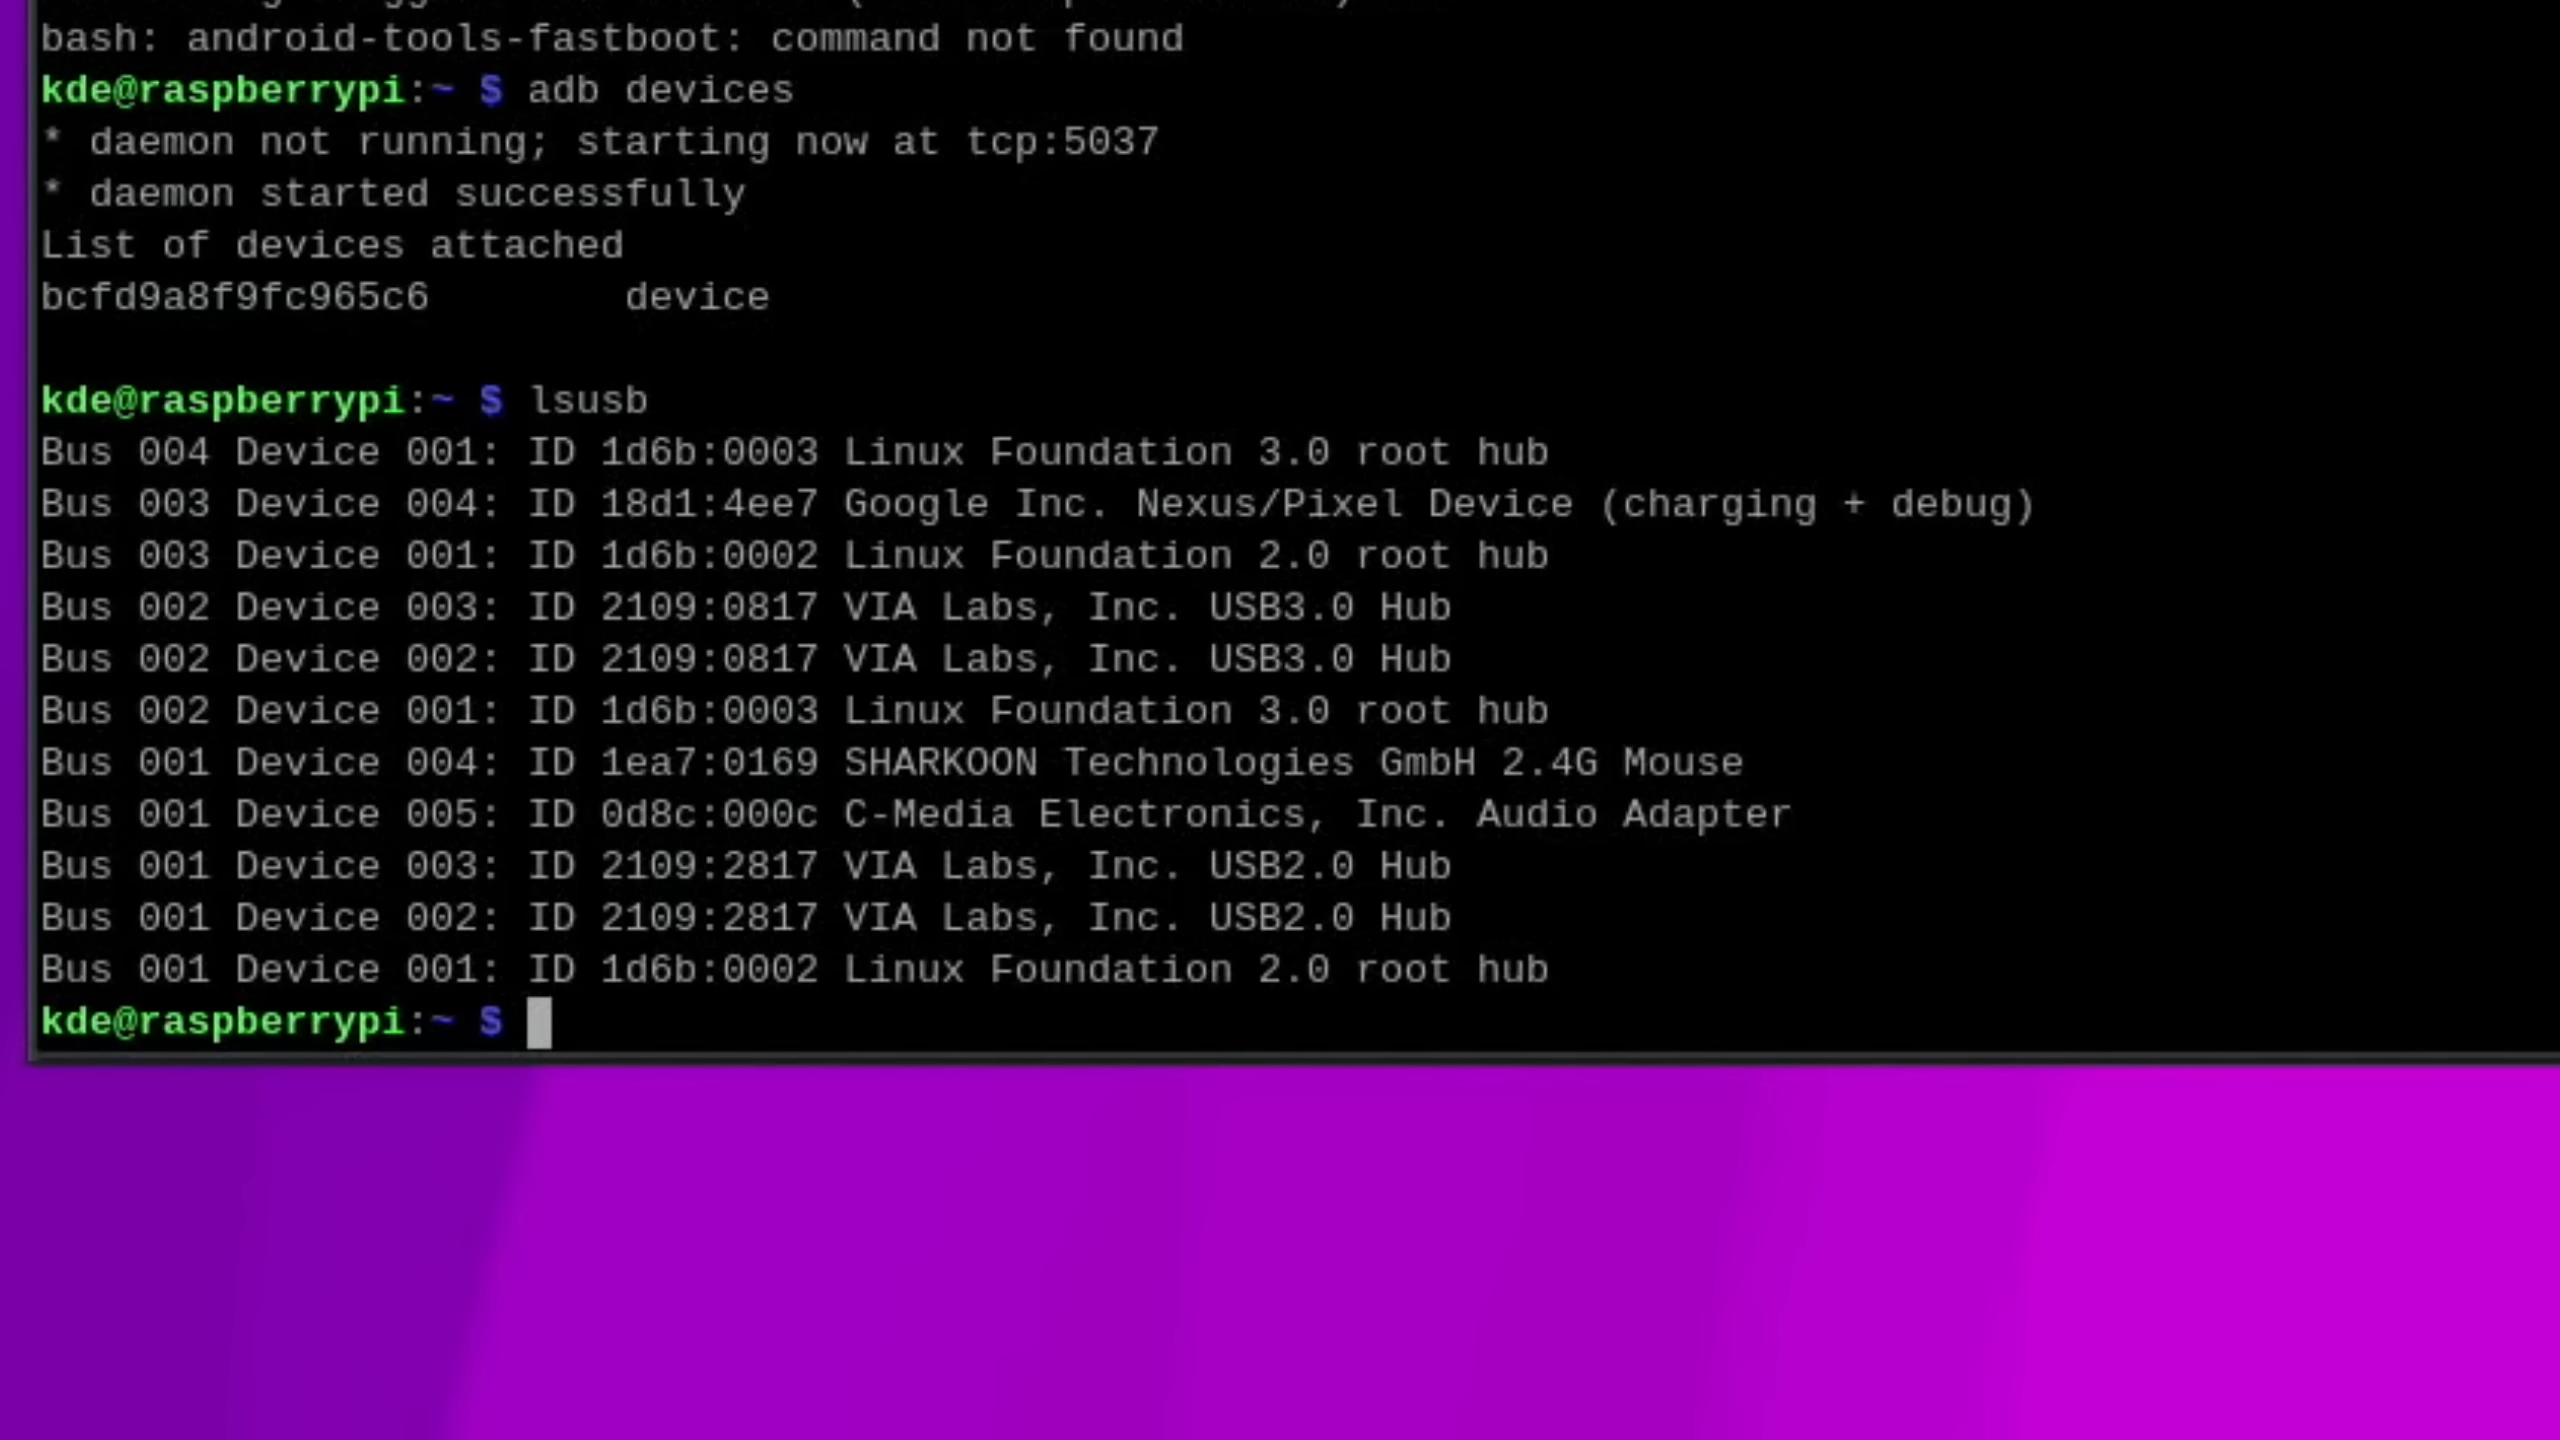 bash: android-tools-fastboot: command not found
kde@raspberrypi:~ $ adb devices
* daemon not running; starting now at tcp:5037
* daemon started successfully
List of devices attached
bcfd9a8f9fc965c6        device
kde@raspberrypi:~ $ lsusb
Bus 004 Device 001: ID 1d6b:0003 Linux Foundation 3.0 root hub
Bus 003 Device 004: ID 18d1:4ee7 Google Inc. Nexus/Pixel Device (charging + debug)
Bus 003 Device 001: ID 1d6b:0002 Linux Foundation 2.0 root hub
Bus 002 Device 003: ID 2109:0817 VIA Labs, Inc. USB3.0 Hub
Bus 002 Device 002: ID 2109:0817 VIA Labs, Inc. USB3.0 Hub
Bus 002 Device 001: ID 1d6b:0003 Linux Foundation 3.0 root hub
Bus 001 Device 004: ID 1ea7:0169 SHARKOON Technologies GmbH 2.4G Mouse
Bus 001 Device 005: ID 0d8c:000c C-Media Electronics, Inc. Audio Adapter
Bus 001 Device 003: ID 2109:2817 VIA Labs, Inc. USB2.0 Hub
Bus 001 Device 002: ID 2109:2817 VIA Labs, Inc. USB2.0 Hub
Bus 001 Device 001: ID 1d6b:0002 Linux Foundation 2.0 root hub
kde@raspberrypi:~ $